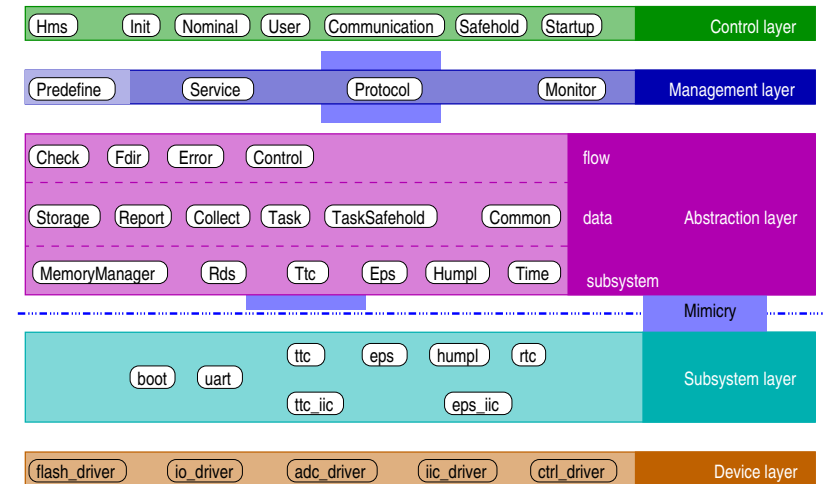 Hms Init Nominal User Communication Safehold Startup Control layer
Predefine Service Protocol Monitor Management layer
Check Fdir Error Control flow
Storage Report Collect Task TaskSafehold Common data Abstraction layer
MemoryManager Rds Ttc Eps Humpl Time subsystem
Mimicry
ttc eps humpl rtc
boot uart Subsystem layer
ttc_iic eps_iic
flash_driver io_driver adc_driver iic_driver ctrl_driver Device layer